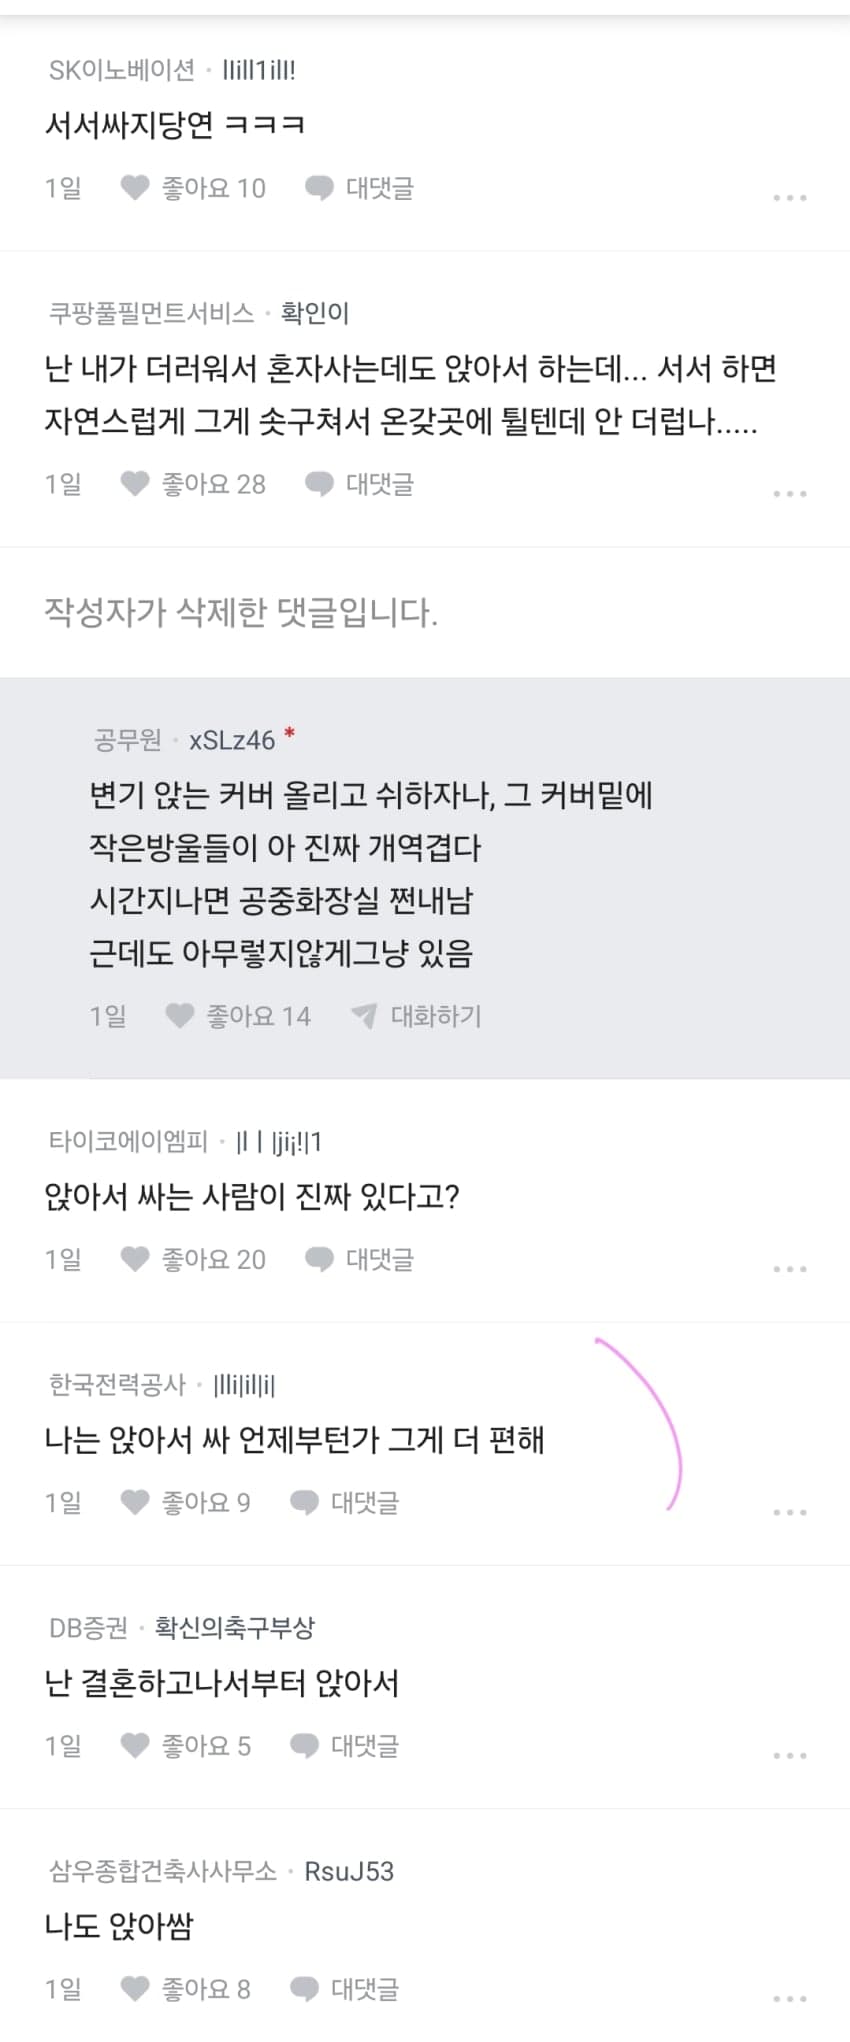 SK이노베이션 · llill1ill!
서서싸지당연 ㅋㅋㅋ
1일 좋아요 10 대댓글
쿠팡풀필먼트서비스 · 확인이
난 내가 더러워서 혼자사는데도 앉아서 하는데... 서서 하면
자연스럽게 그게 솟구쳐서 온갖곳에 튈텐데 안 더럽나.....
1일 좋아요 28 대댓글
작성자가 삭제한 댓글입니다.
공무원 · xSLz46 *
변기 앉는 커버 올리고 쉬하자나, 그 커버밑에
작은방울들이 아 진짜 개역겹다
시간지나면 공중화장실 쩐내남
근데도 아무렇지않게그냥 있음
1일 좋아요 14 대화하기
타이코에이엠피 · |l l |ji¡!|1
앉아서 싸는 사람이 진짜 있다고?
1일 좋아요 20 대댓글
한국전력공사 · |lli|il|i|
나는 앉아서 싸 언제부턴가 그게 더 편해
1일 좋아요 9 대댓글
DB증권 · 확신의축구부상
난 결혼하고나서부터 앉아서
1일 좋아요 5 대댓글
삼우종합건축사사무소 · RsuJ53
나도 앉아쌈
1일 좋아요 8 대댓글